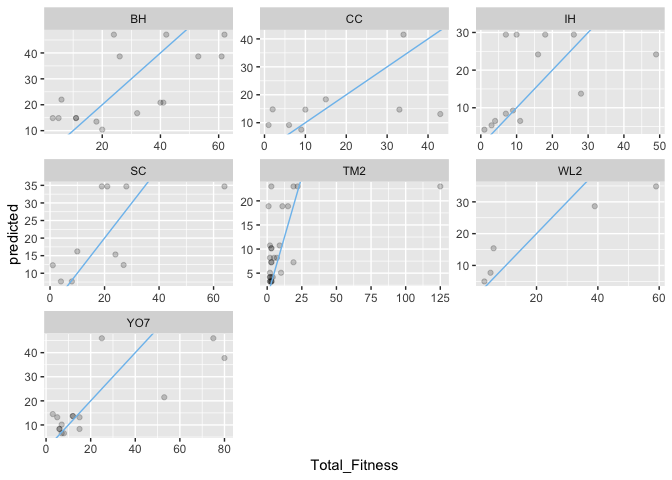 BH CC IH
40 30 20 10
0 20 40 60
40 30 20 10
0 10 20 30 40
30 20 10
0 10 20 30 40 50
SC TM2 WL2
predicted
35 30 25 20 15 10
0 20 40 60
20 15 10 5
0 25 50 75 100 125
30 20 10
20 40 60
YO7
40 30 20 10
0 20 40 60 80
Total_Fitness